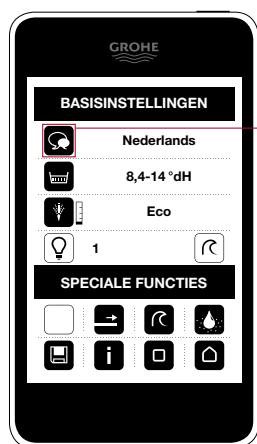 GROHE
BASISINSTELLINGEN
Nederlands
8,4-14 °dH
Eco
1
SPECIALE FUNCTIES
i